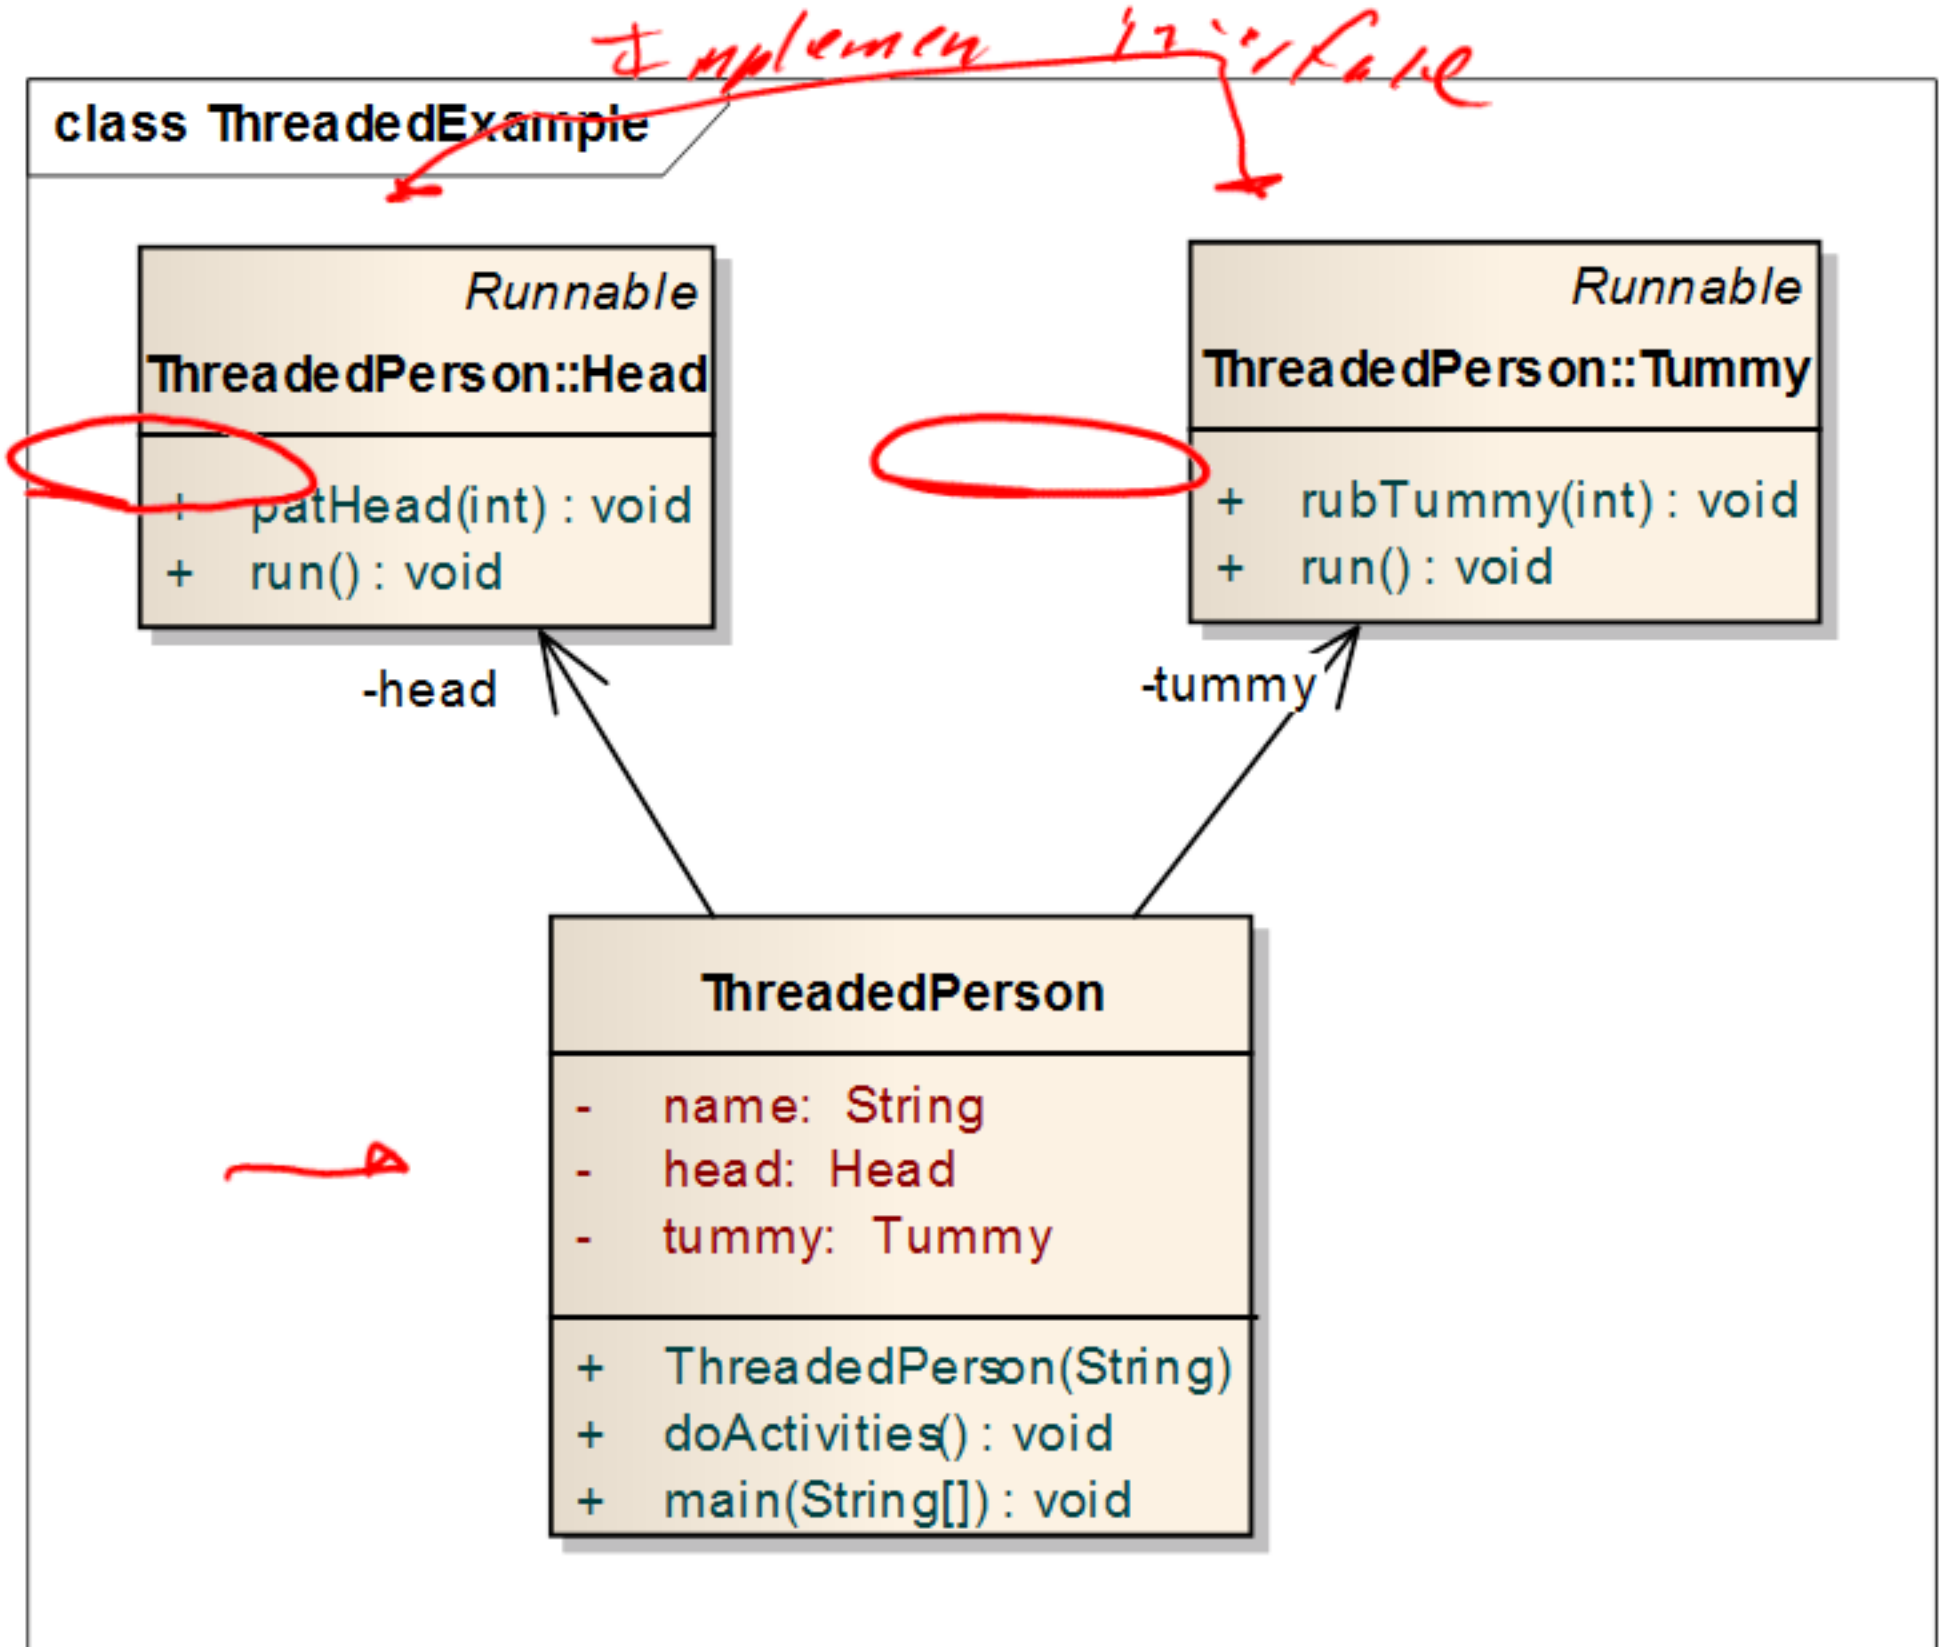 Implemen
class ThreadedExample
Runnable
ThreadedPerson::Head
+ patHead(int) : void
+ run() : void
Runnable
ThreadedPerson::Tummy
+ rubTummy(int) : void
+ run() : void
-head
-tummy
ThreadedPerson
- name: String
- head: Head
- tummy: Tummy
+ ThreadedPerson(String)
+ doActivities() : void
+ main(String[]) : void